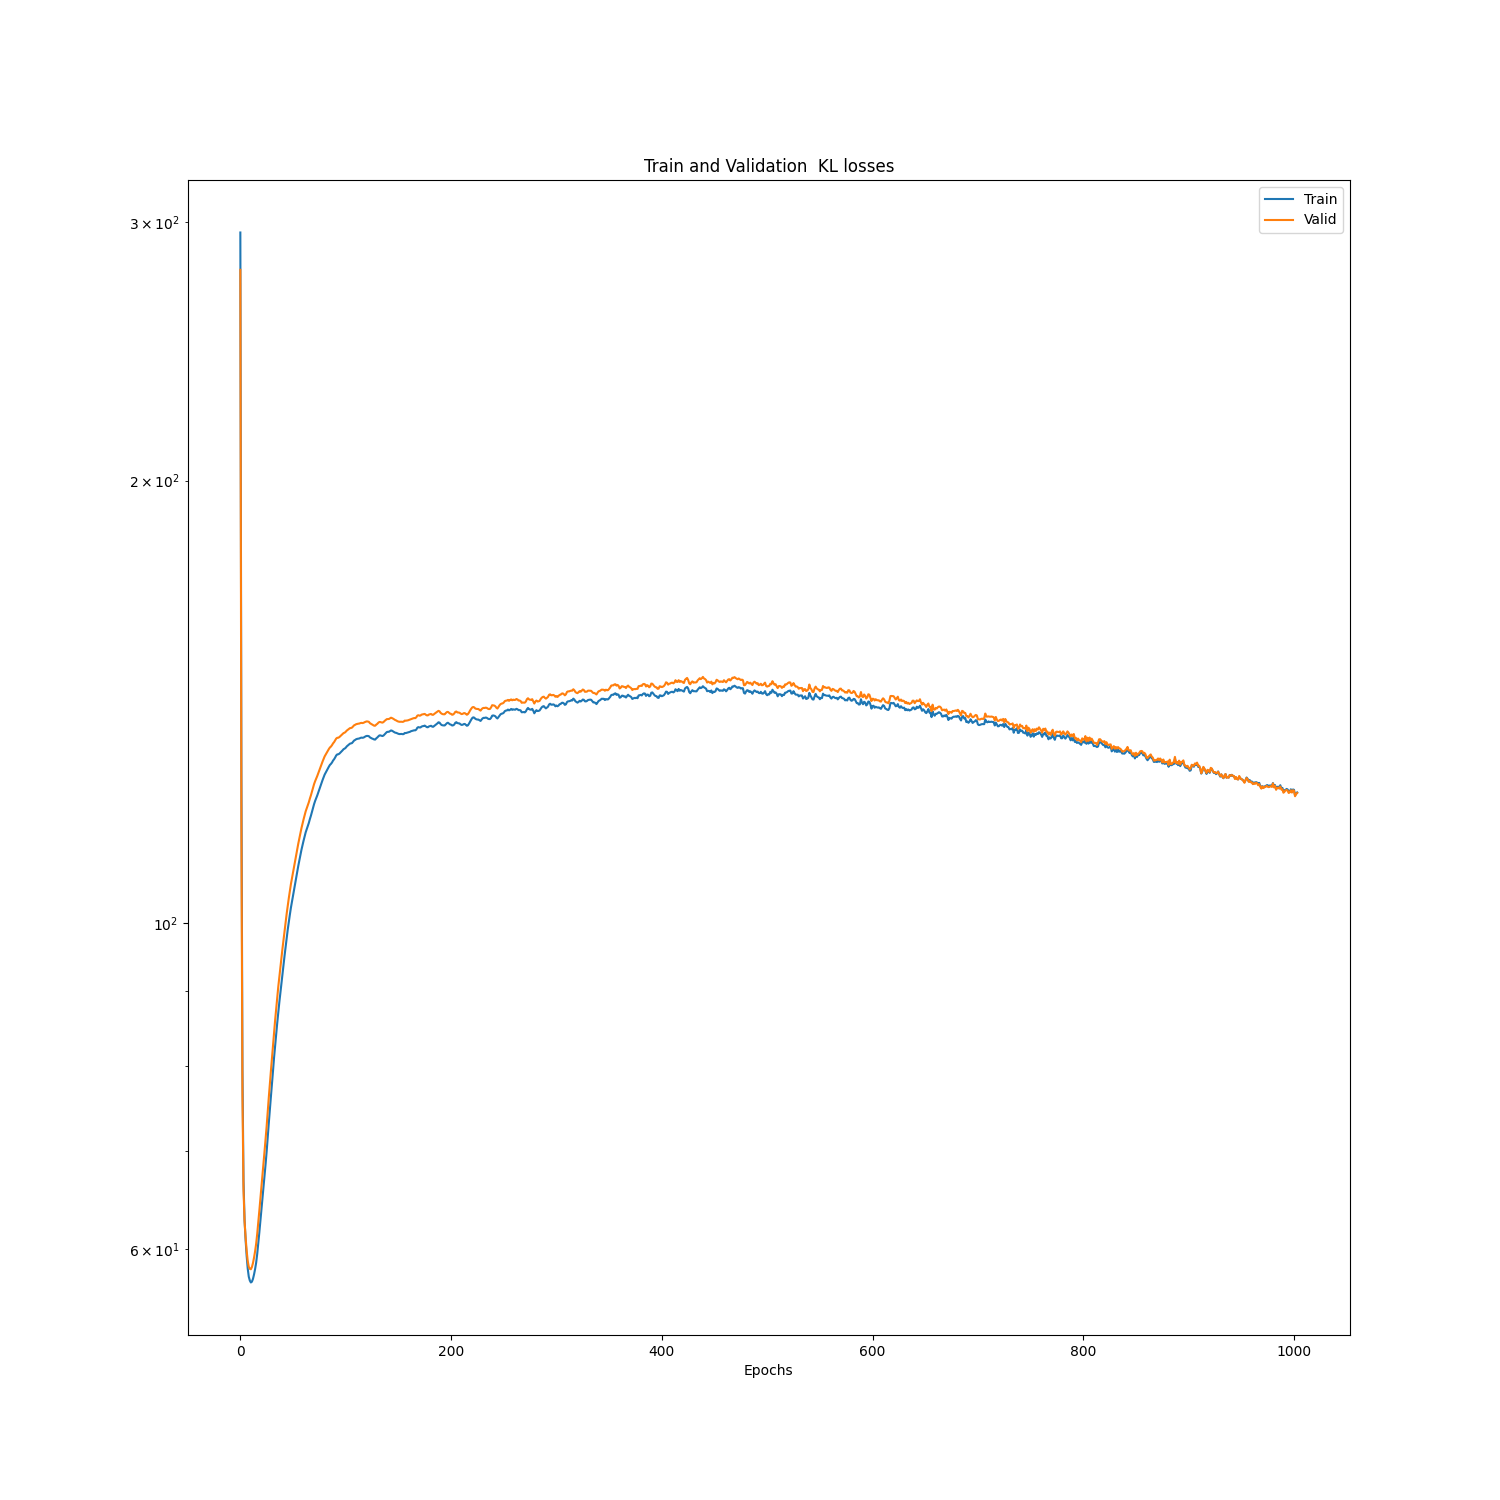 Train and Validation  KL losses
Train
Valid
3 × 10²
2 × 10²
10²
6 × 10¹
0 200 400 600 800 1000
Epochs